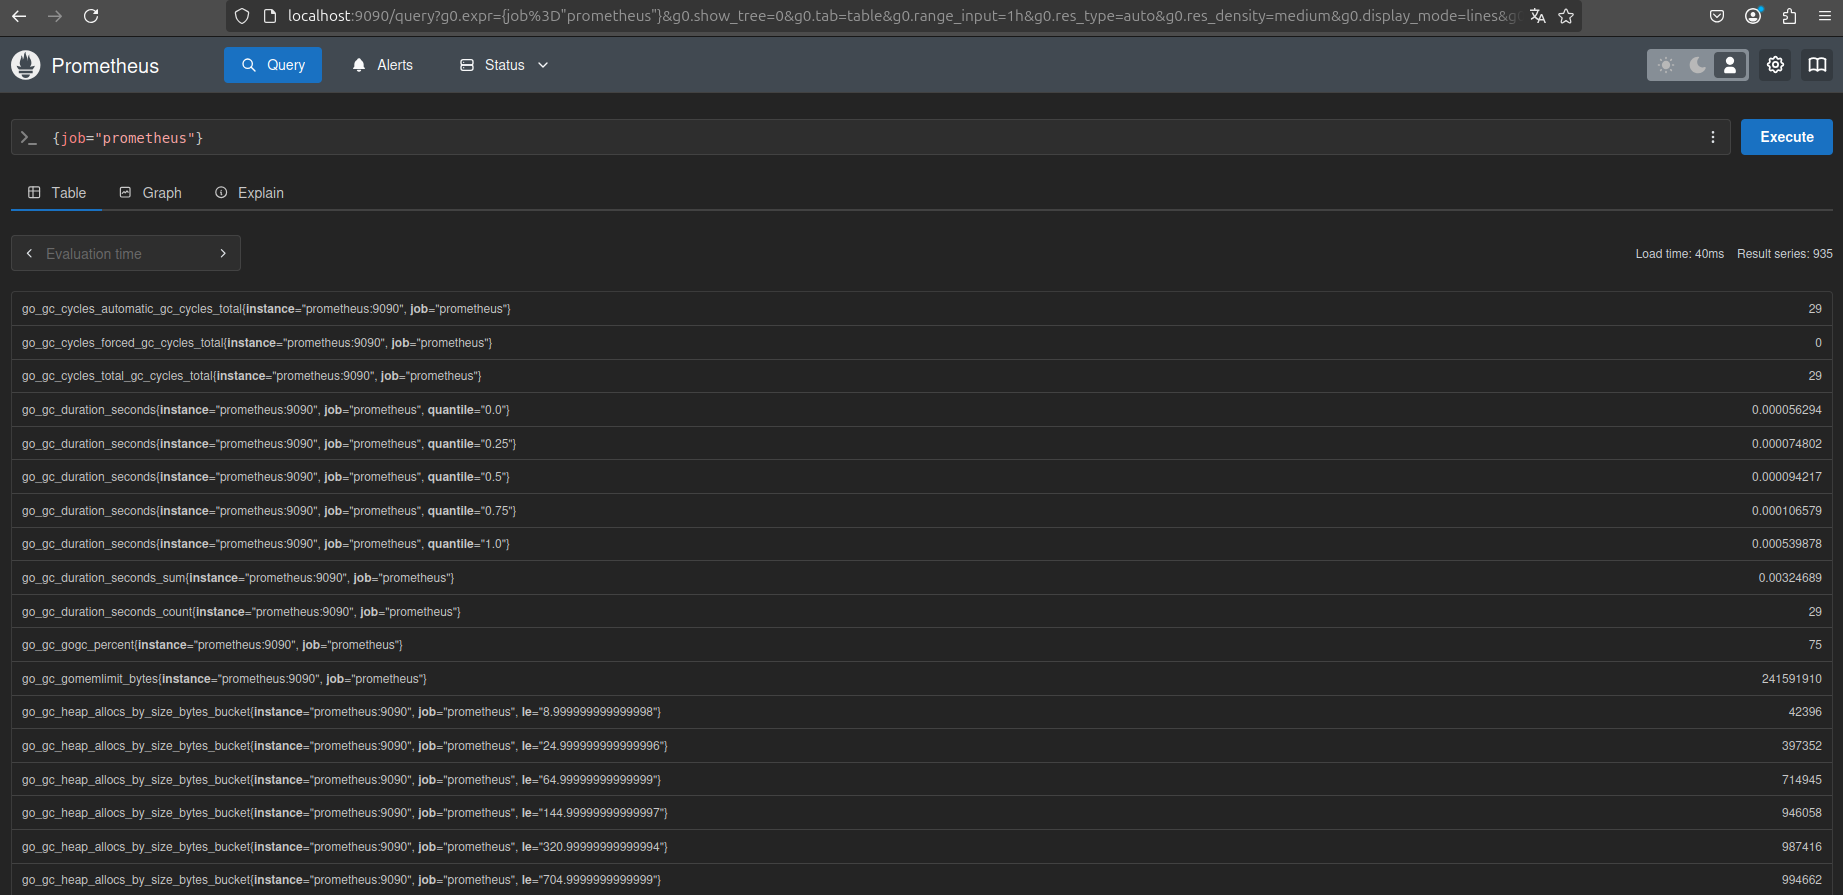 localhost:9090/query?g0.expr={job%3D"prometheus"}&g0.show_tree=0&g0.tab=table&g0.range_input=1h&g0.res_type=auto&g0.res_density=medium&g0.display_mode=lines&g0
Prometheus Query Alerts Status
{job="prometheus"} Execute
Table Graph Explain
Evaluation time Load time: 40ms Result series: 935
go_gc_cycles_automatic_gc_cycles_total{instance="prometheus:9090", job="prometheus"} 29
go_gc_cycles_forced_gc_cycles_total{instance="prometheus:9090", job="prometheus"} 0
go_gc_cycles_total_gc_cycles_total{instance="prometheus:9090", job="prometheus"} 29
go_gc_duration_seconds{instance="prometheus:9090", job="prometheus", quantile="0.0"} 0.000056294
go_gc_duration_seconds{instance="prometheus:9090", job="prometheus", quantile="0.25"} 0.000074802
go_gc_duration_seconds{instance="prometheus:9090", job="prometheus", quantile="0.5"} 0.000094217
go_gc_duration_seconds{instance="prometheus:9090", job="prometheus", quantile="0.75"} 0.000106579
go_gc_duration_seconds{instance="prometheus:9090", job="prometheus", quantile="1.0"} 0.000539878
go_gc_duration_seconds_sum{instance="prometheus:9090", job="prometheus"} 0.00324689
go_gc_duration_seconds_count{instance="prometheus:9090", job="prometheus"} 29
go_gc_gogc_percent{instance="prometheus:9090", job="prometheus"} 75
go_gc_gomemlimit_bytes{instance="prometheus:9090", job="prometheus"} 241591910
go_gc_heap_allocs_by_size_bytes_bucket{instance="prometheus:9090", job="prometheus", le="8.999999999999998"} 42396
go_gc_heap_allocs_by_size_bytes_bucket{instance="prometheus:9090", job="prometheus", le="24.999999999999996"} 397352
go_gc_heap_allocs_by_size_bytes_bucket{instance="prometheus:9090", job="prometheus", le="64.99999999999999"} 714945
go_gc_heap_allocs_by_size_bytes_bucket{instance="prometheus:9090", job="prometheus", le="144.99999999999997"} 946058
go_gc_heap_allocs_by_size_bytes_bucket{instance="prometheus:9090", job="prometheus", le="320.99999999999994"} 987416
go_gc_heap_allocs_by_size_bytes_bucket{instance="prometheus:9090", job="prometheus", le="704.9999999999999"} 994662